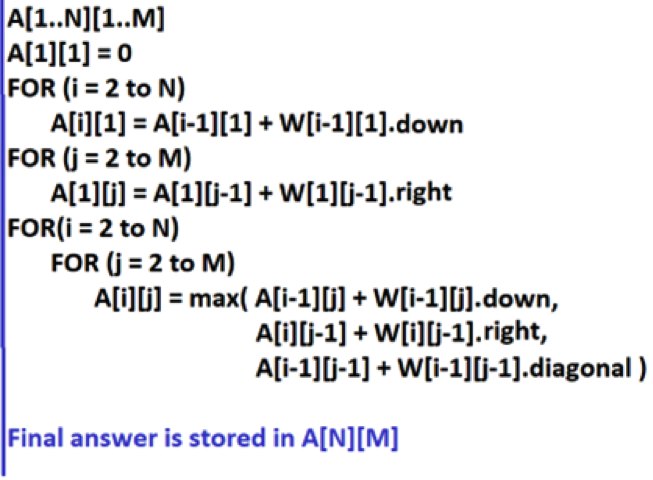 A[1..N][1..M]
A[1][1] = 0
FOR (i = 2 to N)
A[i][1] = A[i-1][1] + W[i-1][1].down
FOR (j = 2 to M)
A[1][j] = A[1][j-1] + W[1][j-1].right
FOR(i = 2 to N)
FOR (j = 2 to M)
A[i][j] = max( A[i-1][j] + W[i-1][j].down,
A[i][j-1] + W[i][j-1].right,
A[i-1][j-1] + W[i-1][j-1].diagonal )
Final answer is stored in A[N][M]